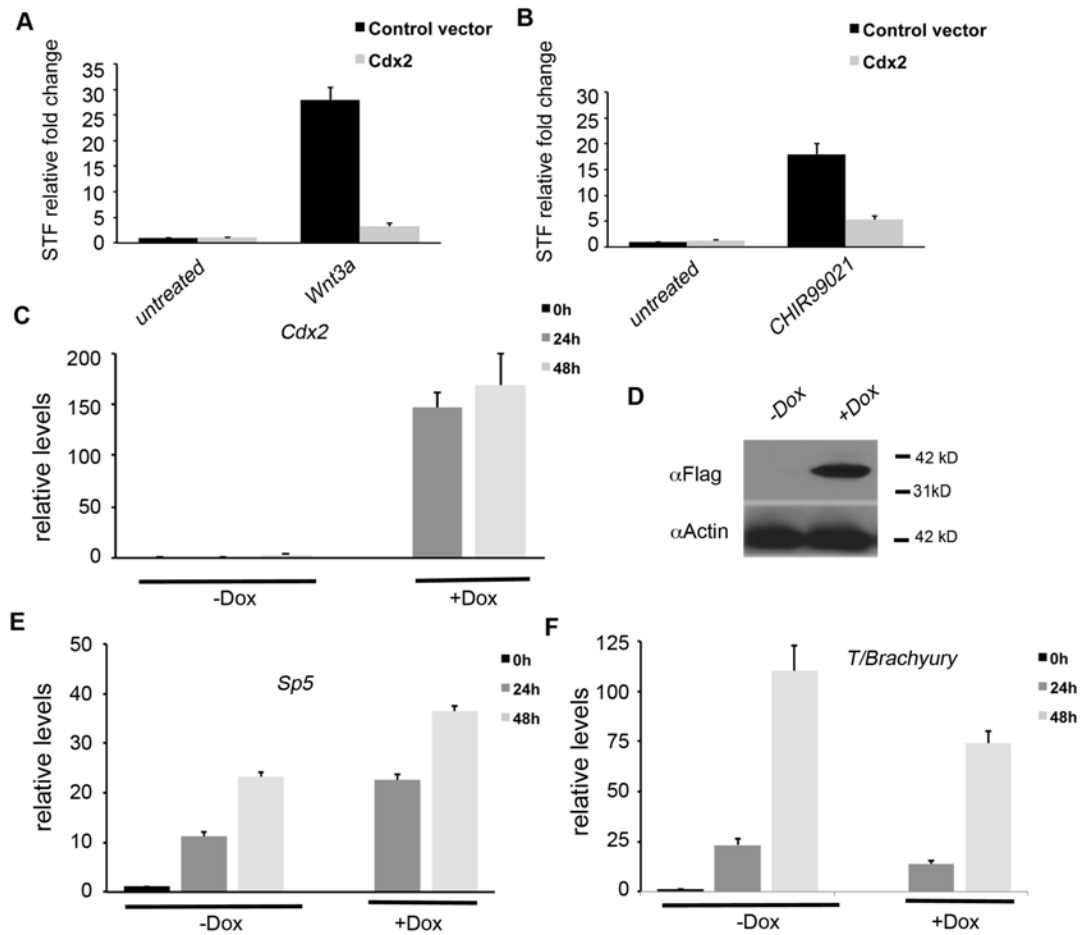 A
Control vector
Cdx2
STF relative fold change
35
30
25
20
15
10
5
0
untreated
Wnt3a
B
Control vector
Cdx2
STF relative fold change
30
25
20
15
10
5
0
untreated
CHIR99021
C
Cdx2
0h
24h
48h
relative levels
200
150
100
50
0
-Dox
+Dox
D
-Dox
+Dox
αFlag
42 kD
31kD
αActin
42 kD
E
Sp5
0h
24h
48h
relative levels
50
40
30
20
10
0
-Dox
+Dox
F
T/Brachyury
0h
24h
48h
relative levels
125
100
75
50
25
0
-Dox
+Dox